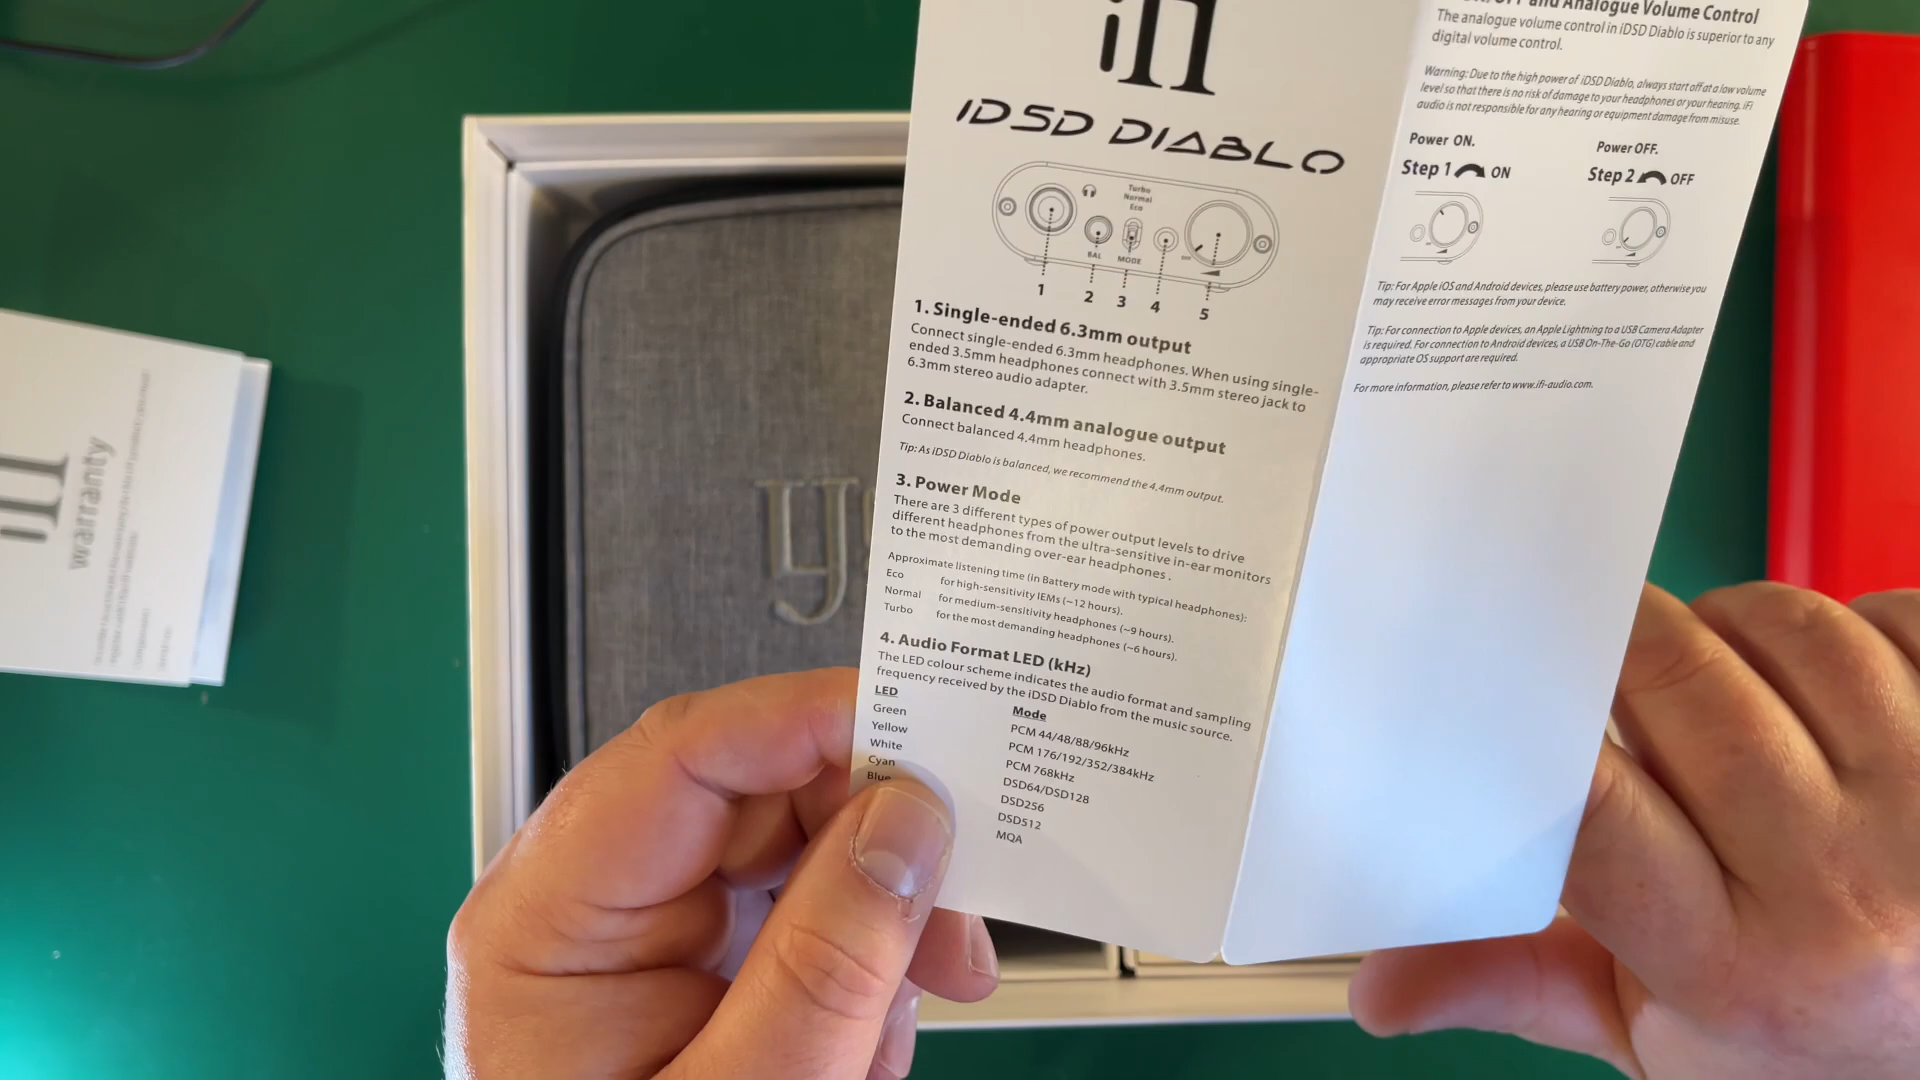 iFi
iDSD DIABLO
Turbo
Normal
Eco
BAL
MODE
OFF
1
2
3
4
5
1. Single-ended 6.3mm output
Connect single-ended 6.3mm headphones. When using single-
ended 3.5mm headphones connect with 3.5mm stereo jack to
6.3mm stereo audio adapter.
2. Balanced 4.4mm analogue output
Connect balanced 4.4mm headphones.
Tip: As iDSD Diablo is balanced, we recommend the 4.4mm output.
3. Power Mode
There are 3 different types of power output levels to drive
different headphones from the ultra-sensitive in-ear monitors
to the most demanding over-ear headphones .
Approximate listening time (in Battery mode with typical headphones):
Eco for high-sensitivity IEMs (~12 hours).
Normal for medium-sensitivity headphones (~9 hours).
Turbo for the most demanding headphones (~6 hours).
4. Audio Format LED (kHz)
The LED colour scheme indicates the audio format and sampling
frequency received by the iDSD Diablo from the music source.
LED Mode
Green PCM 44/48/88/96kHz
Yellow PCM 176/192/352/384kHz
White PCM 768kHz
Cyan DSD64/DSD128
Blue DSD256
DSD512
MQA
and Analogue Volume Control
The analogue volume control in iDSD Diablo is superior to any
digital volume control.
Warning: Due to the high power of iDSD Diablo, always start off at a low volume
level so that there is no risk of damage to your headphones or your hearing. iFi
audio is not responsible for any hearing or equipment damage from misuse.
Power ON. Power OFF.
Step 1 ON Step 2 OFF
Tip: For Apple iOS and Android devices, please use battery power, otherwise you
may receive error messages from your device.
Tip: For connection to Apple devices, an Apple Lightning to a USB Camera Adapter
is required. For connection to Android devices, a USB On-The-Go (OTG) cable and
appropriate OS support are required.
For more information, please refer to www.ifi-audio.com.
iFi
warranty